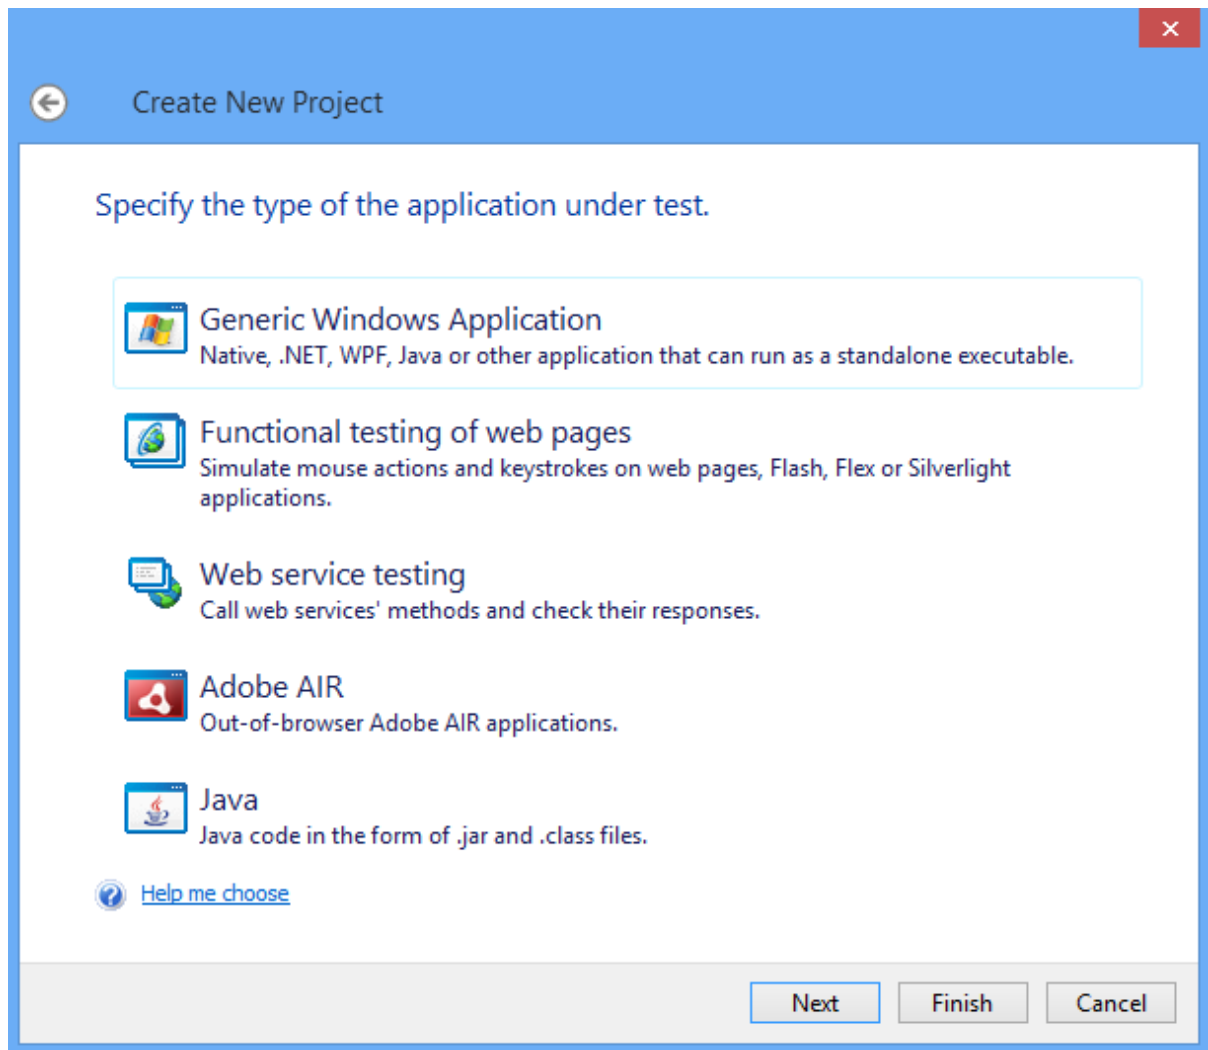 Create New Project
Specify the type of the application under test.
Generic Windows Application
Native, .NET, WPF, Java or other application that can run as a standalone executable.
Functional testing of web pages
Simulate mouse actions and keystrokes on web pages, Flash, Flex or Silverlight
applications.
Web service testing
Call web services' methods and check their responses.
Adobe AIR
Out-of-browser Adobe AIR applications.
Java
Java code in the form of .jar and .class files.
Help me choose
Next Finish Cancel